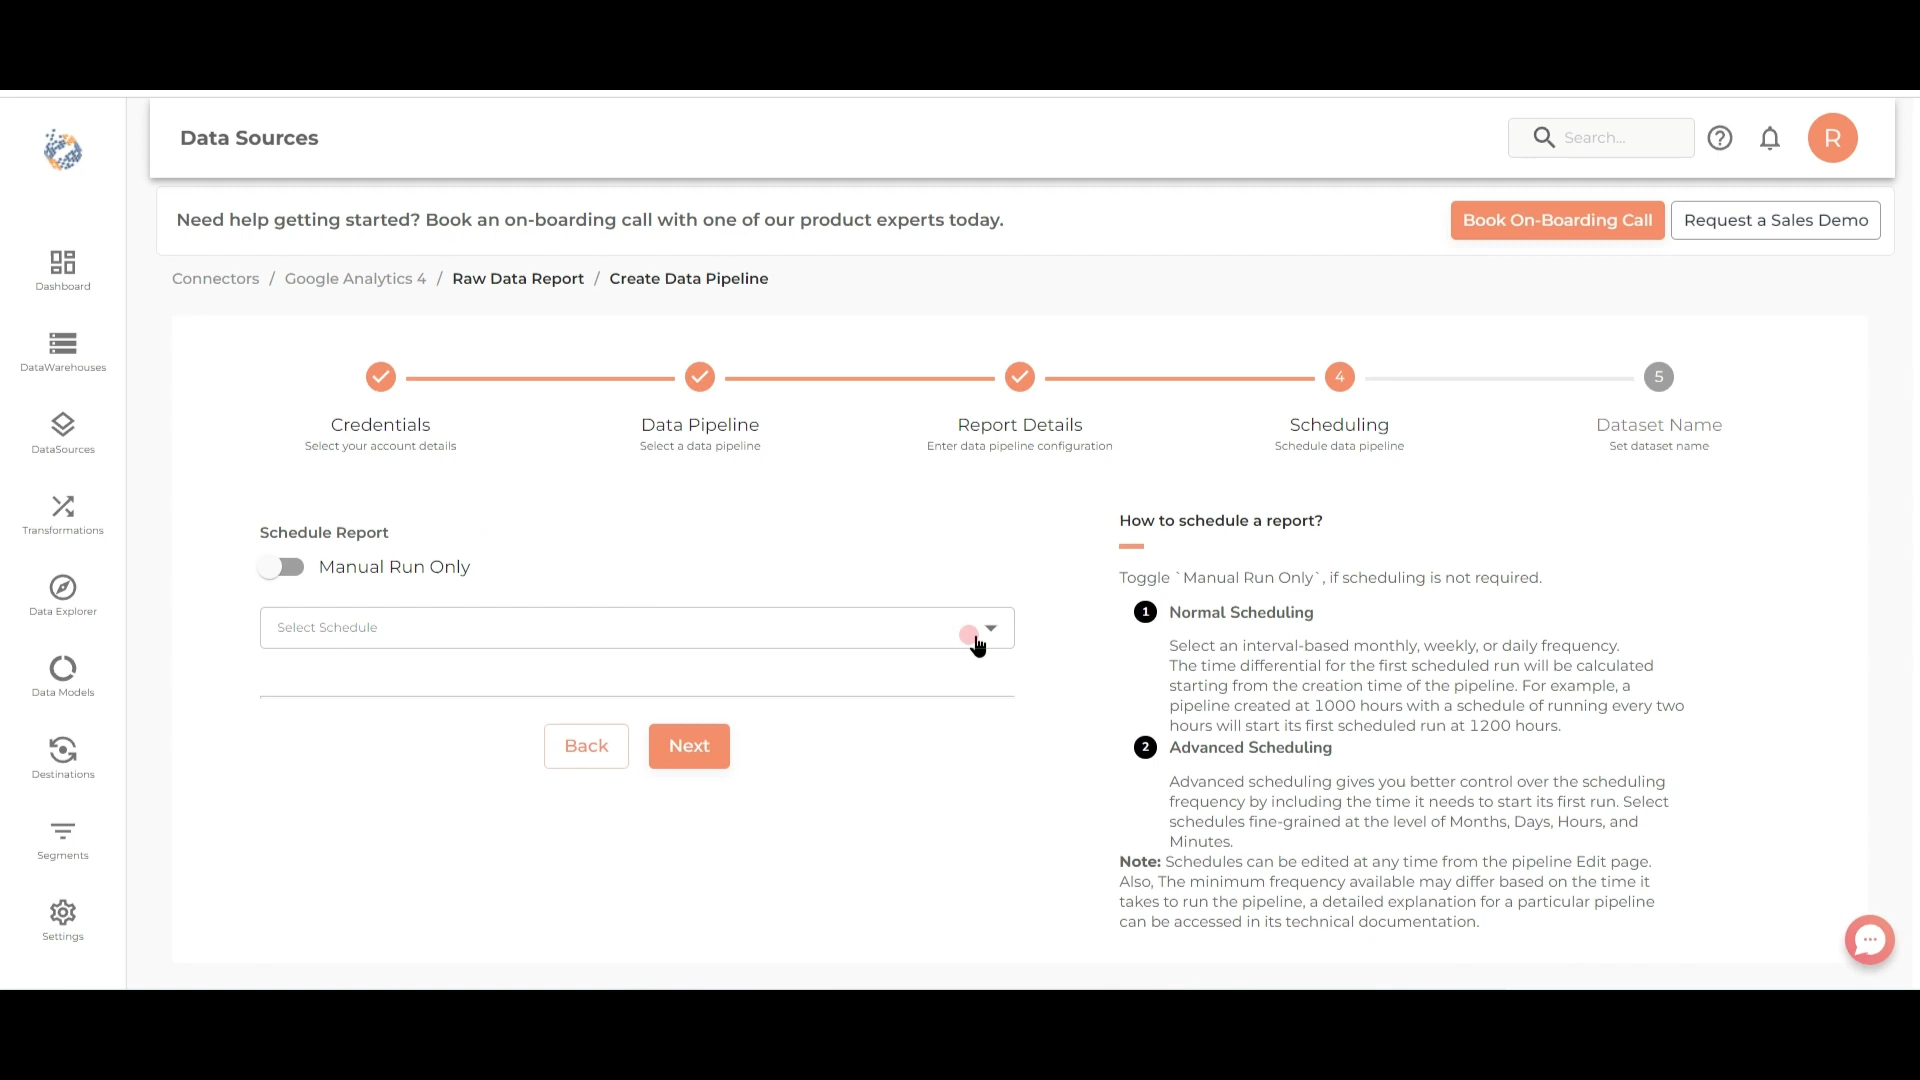 Data Sources
Search...
R
Need help getting started? Book an on-boarding call with one of our product experts today.
Book On-Boarding Call
Request a Sales Demo
Connectors / Google Analytics 4 / Raw Data Report / Create Data Pipeline
Dashboard
DataWarehouses
DataSources
Transformations
Data Explorer
Data Models
Destinations
Segments
Settings
4
5
Credentials
Select your account details
Data Pipeline
Select a data pipeline
Report Details
Enter data pipeline configuration
Scheduling
Schedule data pipeline
Dataset Name
Set dataset name
Schedule Report
Manual Run Only
Select Schedule
Back
Next
How to schedule a report?
Toggle `Manual Run Only`, if scheduling is not required.
1 Normal Scheduling
Select an interval-based monthly, weekly, or daily frequency.
The time differential for the first scheduled run will be calculated
starting from the creation time of the pipeline. For example, a
pipeline created at 1000 hours with a schedule of running every two
hours will start its first scheduled run at 1200 hours.
2 Advanced Scheduling
Advanced scheduling gives you better control over the scheduling
frequency by including the time it needs to start its first run. Select
schedules fine-grained at the level of Months, Days, Hours, and
Minutes.
Note: Schedules can be edited at any time from the pipeline Edit page.
Also, The minimum frequency available may differ based on the time it
takes to run the pipeline, a detailed explanation for a particular pipeline
can be accessed in its technical documentation.